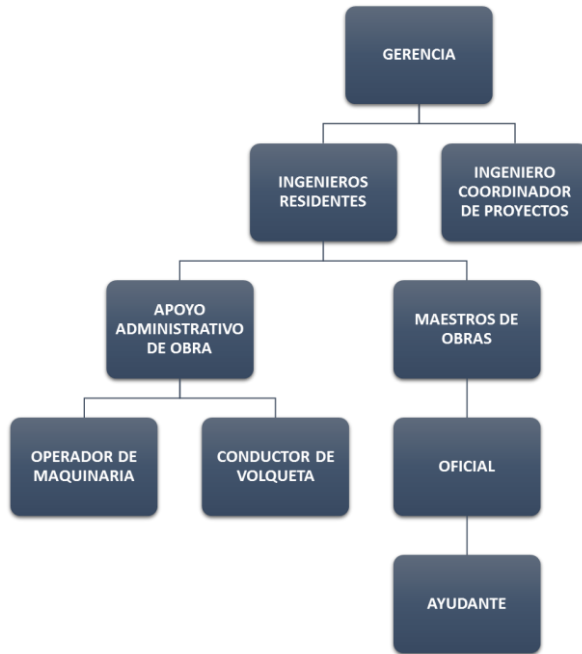 GERENCIA
INGENIEROS
RESIDENTES
INGENIERO
COORDINADOR
DE PROYECTOS
APOYO
ADMINISTRATIVO
DE OBRA
MAESTROS DE
OBRAS
OPERADOR DE
MAQUINARIA
CONDUCTOR DE
VOLQUETA
OFICIAL
AYUDANTE